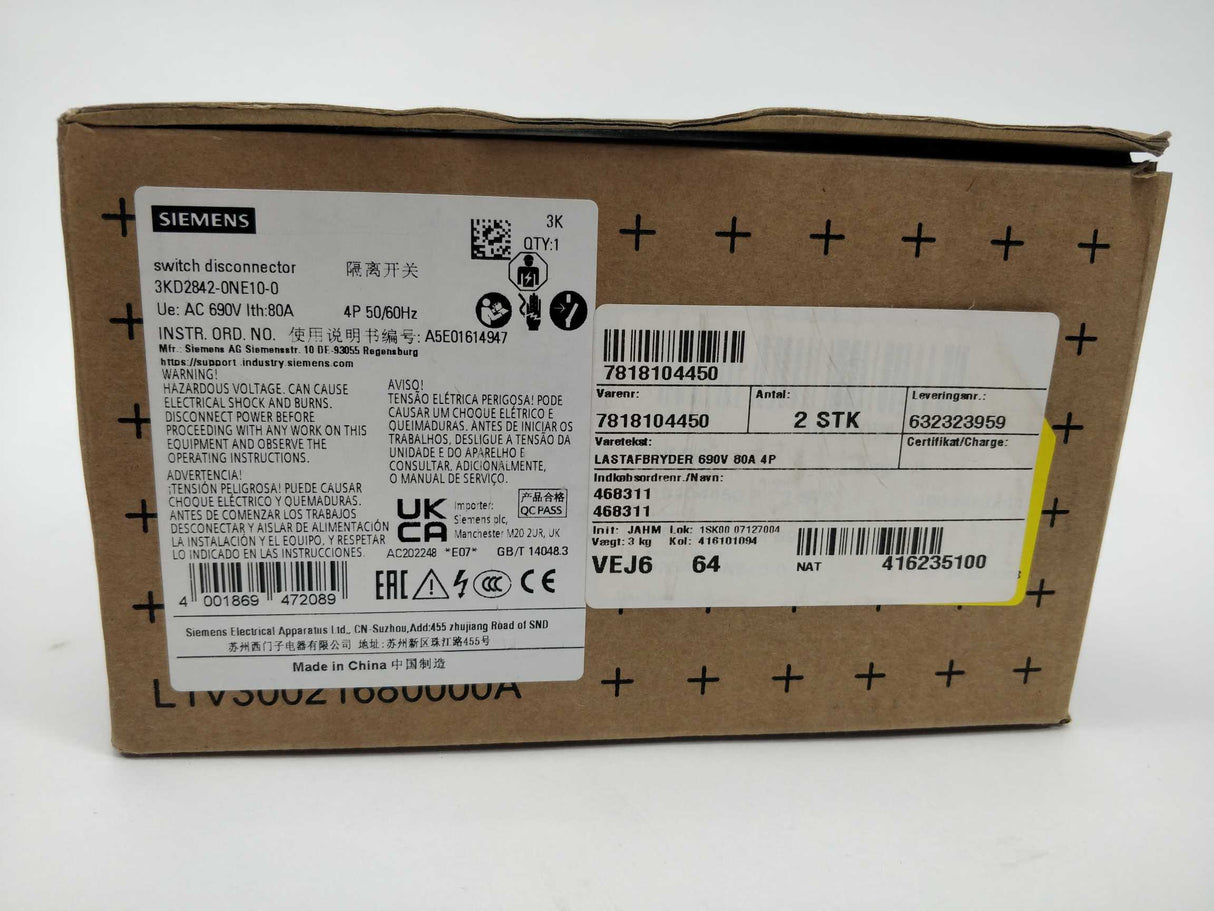 SIEMENS
3K
QTY:1
switch disconnector 隔离开关
3KD2842-0NE10-0
Ue: AC 690V Ith:80A 4P 50/60Hz
INSTR. ORD. NO. 使用说明书编号: A5E01614947
Mfr.: Siemens AG Siemensstr. 10 DE-93055 Regensburg
https://support.industry.siemens.com
WARNING!
HAZARDOUS VOLTAGE. CAN CAUSE
ELECTRICAL SHOCK AND BURNS.
DISCONNECT POWER BEFORE
PROCEEDING WITH ANY WORK ON THIS
EQUIPMENT AND OBSERVE THE
OPERATING INSTRUCTIONS.
ADVERTENCIA!
¡TENSIÓN PELIGROSA! PUEDE CAUSAR
CHOQUE ELÉCTRICO Y QUEMADURAS.
ANTES DE COMENZAR LOS TRABAJOS
DESCONECTAR Y AISLAR DE ALIMENTACIÓN
LA INSTALACIÓN Y EL EQUIPO, Y RESPETAR
LO INDICADO EN LAS INSTRUCCIONES.
AVISO!
TENSÃO ELÉTRICA PERIGOSA! PODE
CAUSAR UM CHOQUE ELÉTRICO E
QUEIMADURAS. ANTES DE INICIAR OS
TRABALHOS, DESLIGUE A TENSÃO DA
UNIDADE E DO APARELHO E
CONSULTAR, ADICIONALMENTE,
O MANUAL DE SERVIÇO.
UK
CA
Importer:
Siemens plc,
Manchester M20 2UR, UK
产品合格
QC PASS
AC202248 *E07* GB/T 14048.3
4 001869 472089
EAC CCC CE
Siemens Electrical Apparatus Ltd., CN-Suzhou,Add:455 zhujiang Road of SND
苏州西门子电器有限公司 地址:苏州新区珠江路455号
Made in China 中国制造
L1V30021680000A
7818104450
Varenr: Antal: Leveringsnr.:
7818104450 2 STK 632323959
Varetekst: Certifikat/Charge:
LASTAFBRYDER 690V 80A 4P
Indkøbsordrenr./Navn:
468311
468311
Init: JAHM Lok: 1SK00 07127004
Vægt: 3 kg Kol: 416101094
VEJ6 64 NAT 416235100